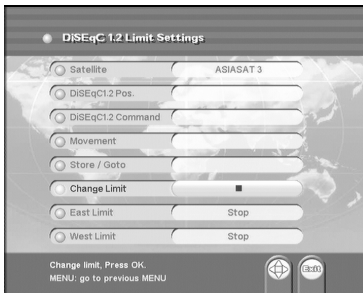 DiSEqC 1.2 Limit Settings
Satellite ASIASAT 3
DiSEqC1.2 Pos.
DiSEqC1.2 Command
Movement
Store / Goto
Change Limit
East Limit Stop
West Limit Stop
Change limit, Press OK.
MENU: go to previous MENU
Exit